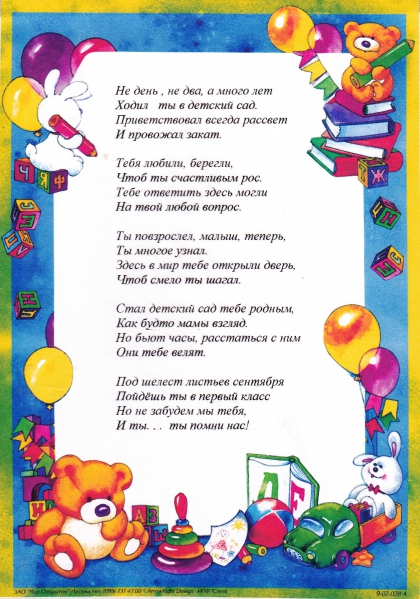 Не день , не два, а много лет
Ходил ты в детский сад.
Приветствовал всегда рассвет
И провожал закат.
Тебя любили, берегли,
Чтоб ты счастливым рос.
Тебе ответить здесь могли
На твой любой вопрос.
Ты повзрослел, малыш, теперь,
Ты многое узнал.
Здесь в мир тебе открыли дверь,
Чтоб смело ты шагал.
Стал детский сад тебе родным,
Как будто мамы взгляд.
Но бьют часы, расстаться с ним
Они тебе велят.
Под шелест листьев сентября
Пойдёшь ты в первый класс
Но не забудем мы тебя,
И ты. . . ты помни нас!